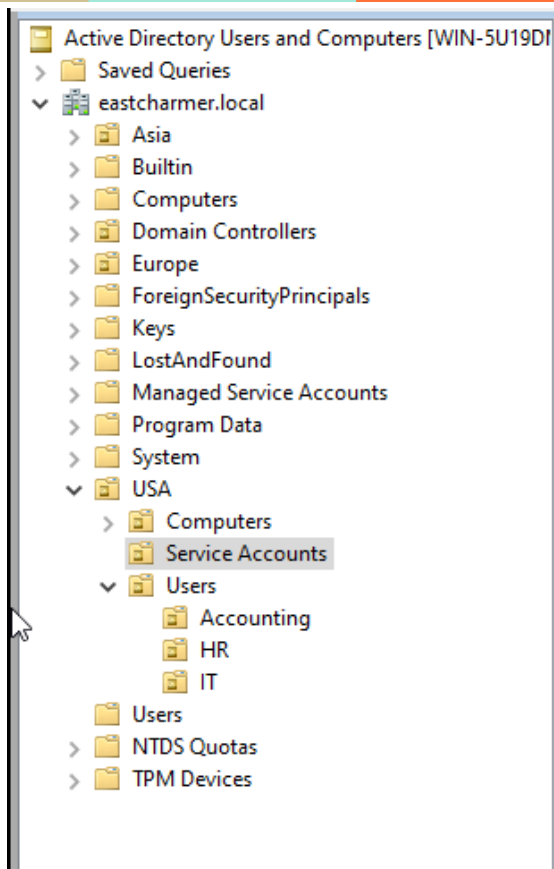 Active Directory Users and Computers [WIN-5U19D
Saved Queries
eastcharmer.local
Asia
Builtin
Computers
Domain Controllers
Europe
ForeignSecurityPrincipals
Keys
LostAndFound
Managed Service Accounts
Program Data
System
USA
Computers
Service Accounts
Users
Accounting
HR
IT
Users
NTDS Quotas
TPM Devices